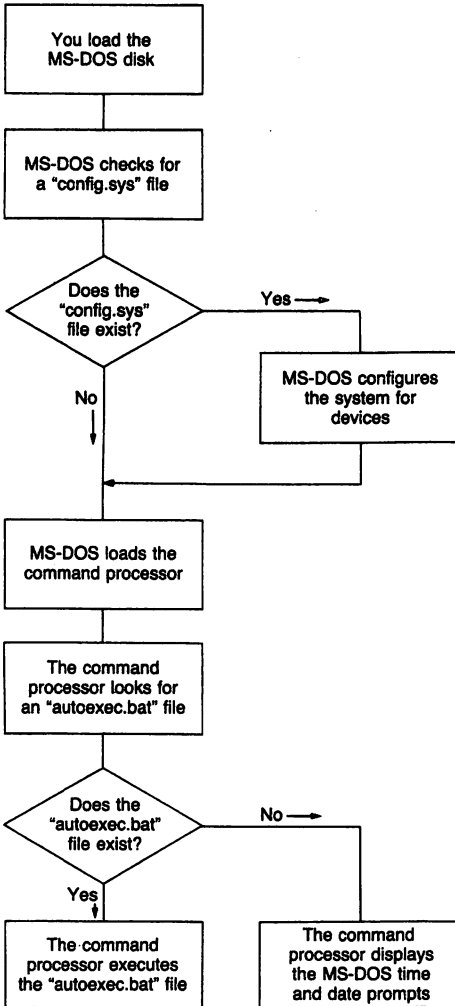 You load the
MS-DOS disk
MS-DOS checks for
a "config.sys" file
Does the
"config.sys"
file exist?
Yes
No
MS-DOS configures
the system for
devices
MS-DOS loads the
command processor
The command
processor looks for
an "autoexec.bat" file
Does the
"autoexec.bat"
file exist?
No
Yes
The command
processor executes
the "autoexec.bat" file
The command
processor displays
the MS-DOS time
and date prompts